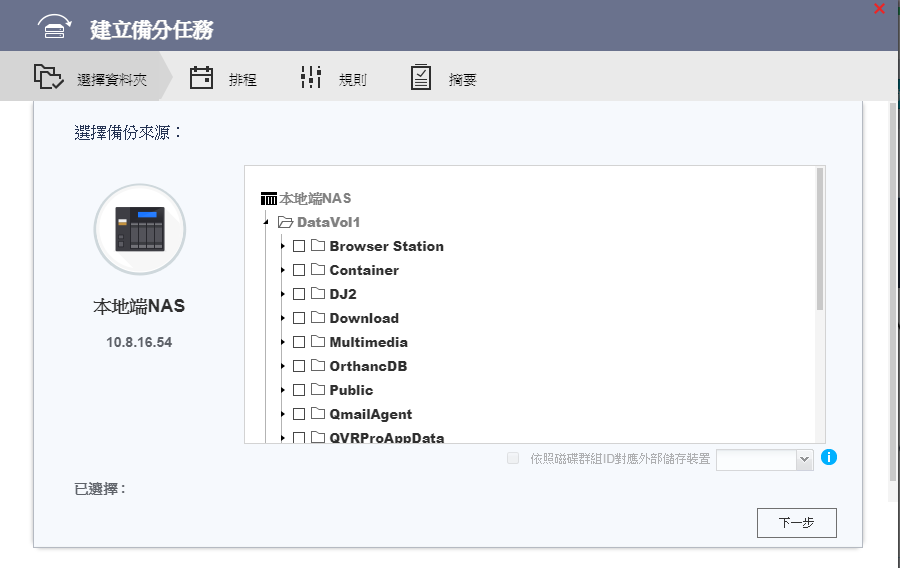 建立備分任務
選擇資料夾
排程
規則
摘要
選擇備份來源：
本地端NAS
10.8.16.54
本地端NAS
DataVol1
Browser Station
Container
DJ2
Download
Multimedia
OrthancDB
Public
QmailAgent
QVRProAppData
依照磁碟群組ID對應外部儲存裝置
已選擇：
下一步